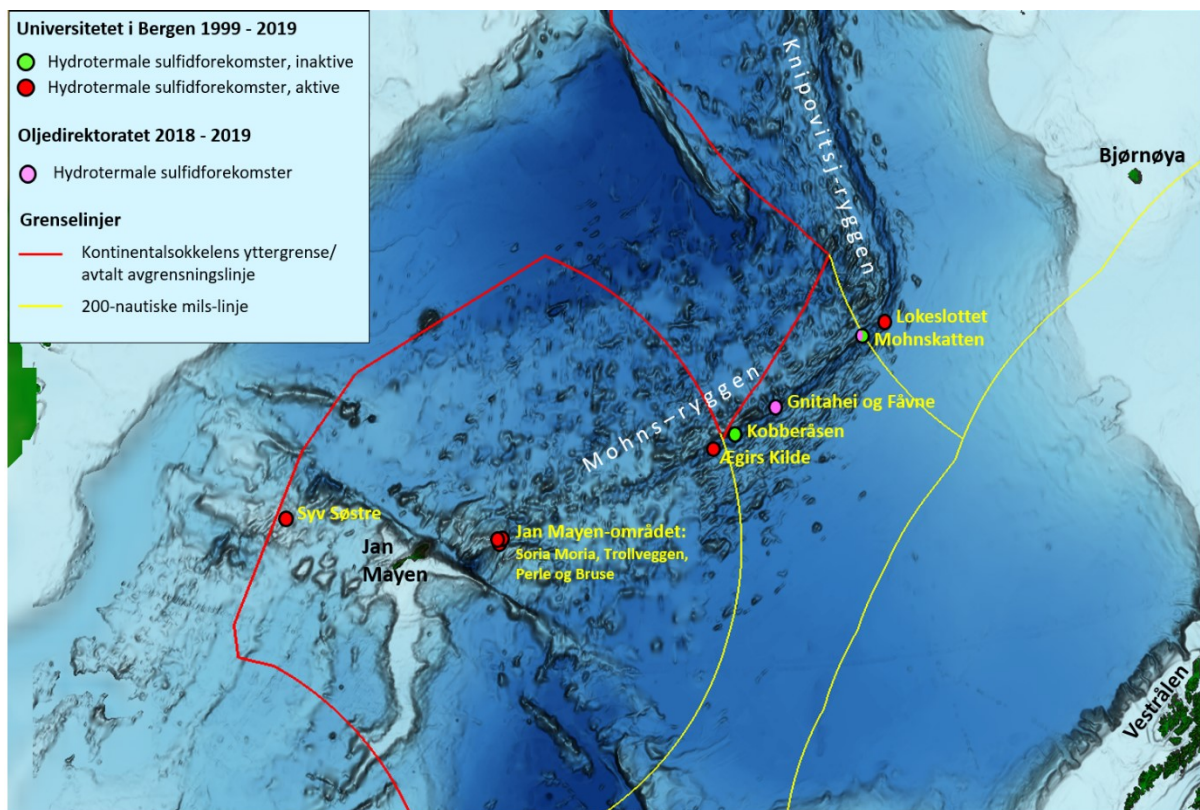 Universitetet i Bergen 1999 - 2019
Hydrotermale sulfidforekomster, inaktive
Hydrotermale sulfidforekomster, aktive
Oljedirektoratet 2018 - 2019
Hydrotermale sulfidforekomster
Grenselinjer
Kontinentalsokkelens yttergrense/
avtalt avgrensningslinje
200-nautiske mils-linje
Knipovitsj-ryggen
Bjørnøya
Lokeslottet
Mohnskatten
Mohns-ryggen
Gnitahei og Fåvne
Kobberåsen
Ægirs Kilde
Syv Søstre
Jan Mayen-området:
Soria Moria, Trollveggen,
Perle og Bruse
Jan
Mayen
Vestrålen